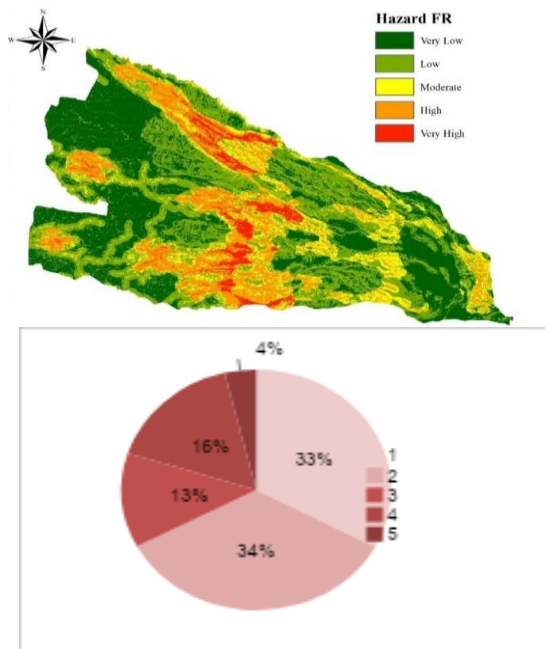 Hazard FR
N
W
E
S
Very Low
Low
Moderate
High
Very High
4%
33%
16%
13%
34%
1
2
3
4
5